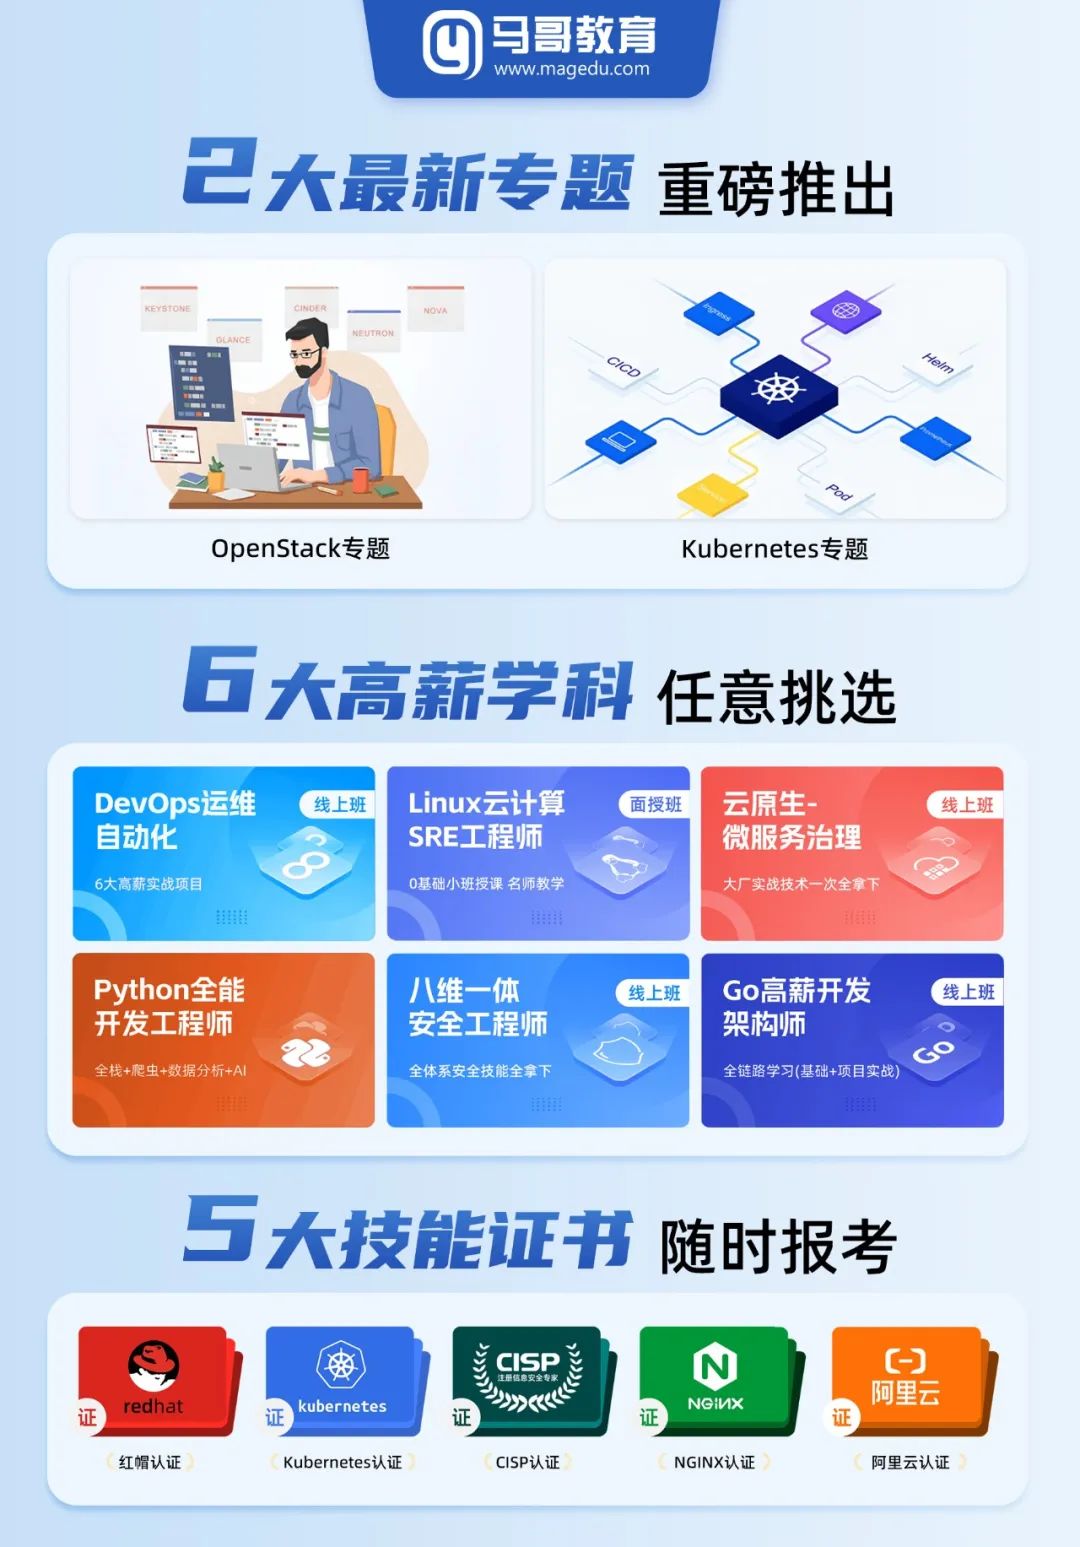 马哥教育
www.magedu.com
2大最新专题 重磅推出
KEYSTONE
GLANCE
CINDER
NEUTRON
NOVA
Ingress
CICD
Helm
Prometheus
Service
Pod
OpenStack专题
Kubernetes专题
6大高薪学科 任意挑选
DevOps运维
自动化
线上班
6大高薪实战项目
Linux云计算
SRE工程师
面授班
0基础小班授课 名师教学
云原生-
微服务治理
线上班
大厂实战技术一次全拿下
Python全能
开发工程师
全栈+爬虫+数据分析+AI
八维一体
安全工程师
线上班
全体系安全技能全拿下
Go高薪开发
架构师
线上班
全链路学习(基础+项目实战)
Go
5大技能证书 随时报考
redhat
证
红帽认证
kubernetes
证
Kubernetes认证
CISP
注册信息安全专家
证
CISP认证
N
NGINX
证
NGINX认证
阿里云
证
阿里云认证